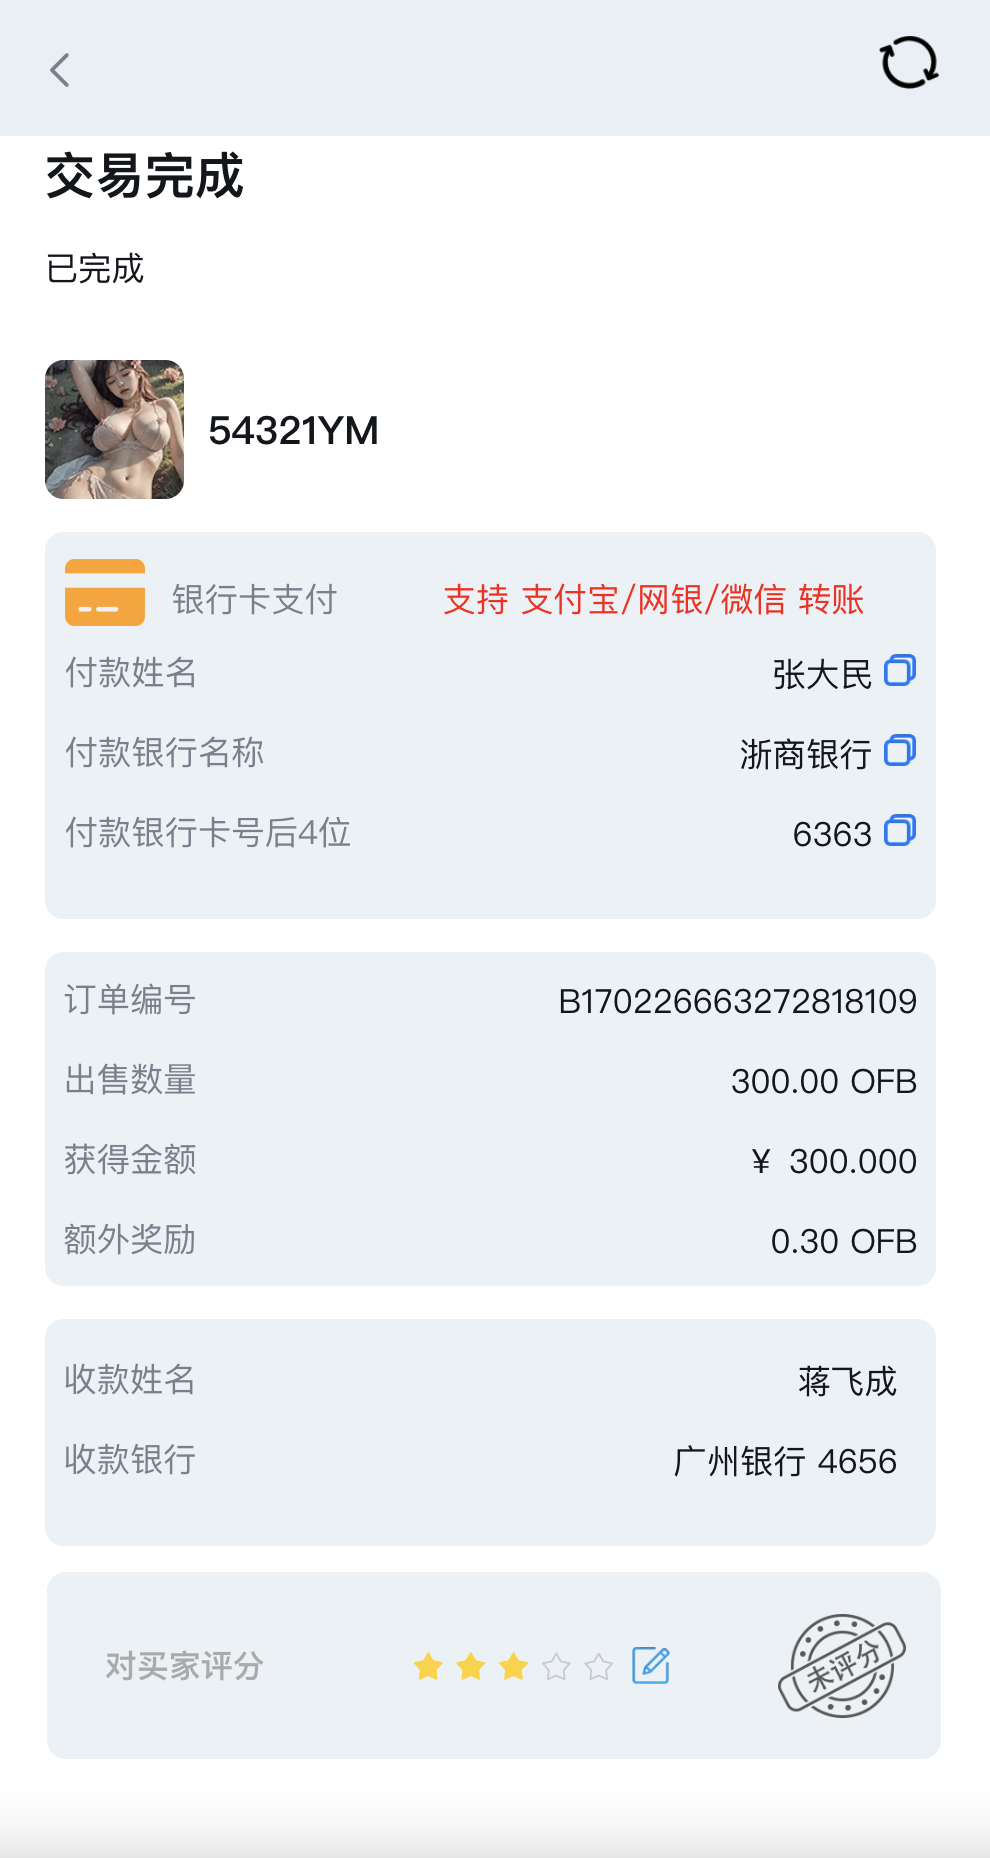 交易完成
已完成
54321YM
银行卡支付 支持 支付宝/网银/微信 转账
付款姓名 张大民
付款银行名称 浙商银行
付款银行卡号后4位 6363
订单编号 B170226663272818109
出售数量 300.00 OFB
获得金额 ¥ 300.000
额外奖励 0.30 OFB
收款姓名 蒋飞成
收款银行 广州银行 4656
对买家评分 未评分